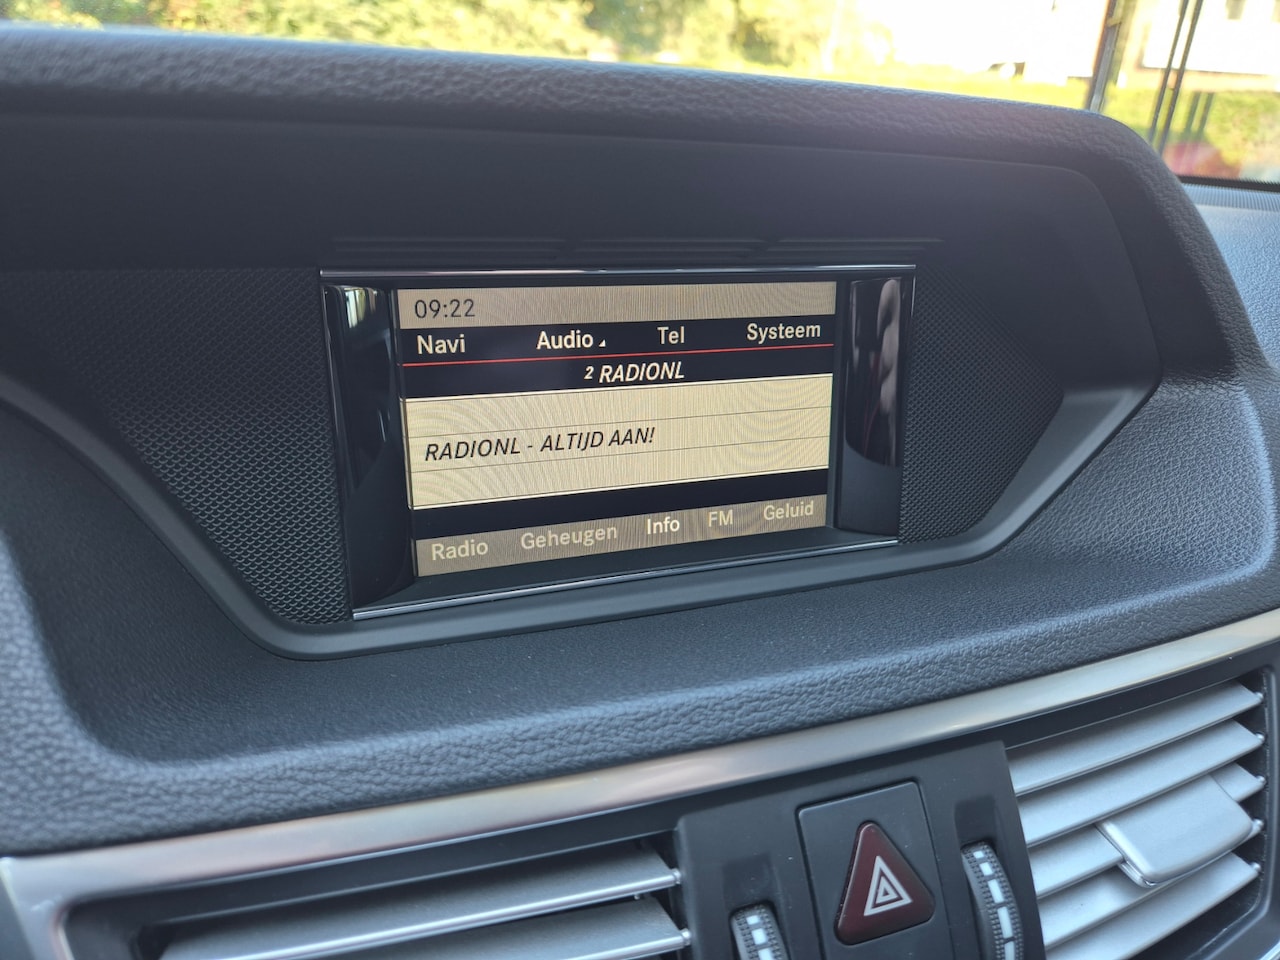 09:22
Navi Audio Tel Systeem
2 RADIONL
RADIONL - ALTIJD AAN!
Radio Geheugen Info FM Geluid